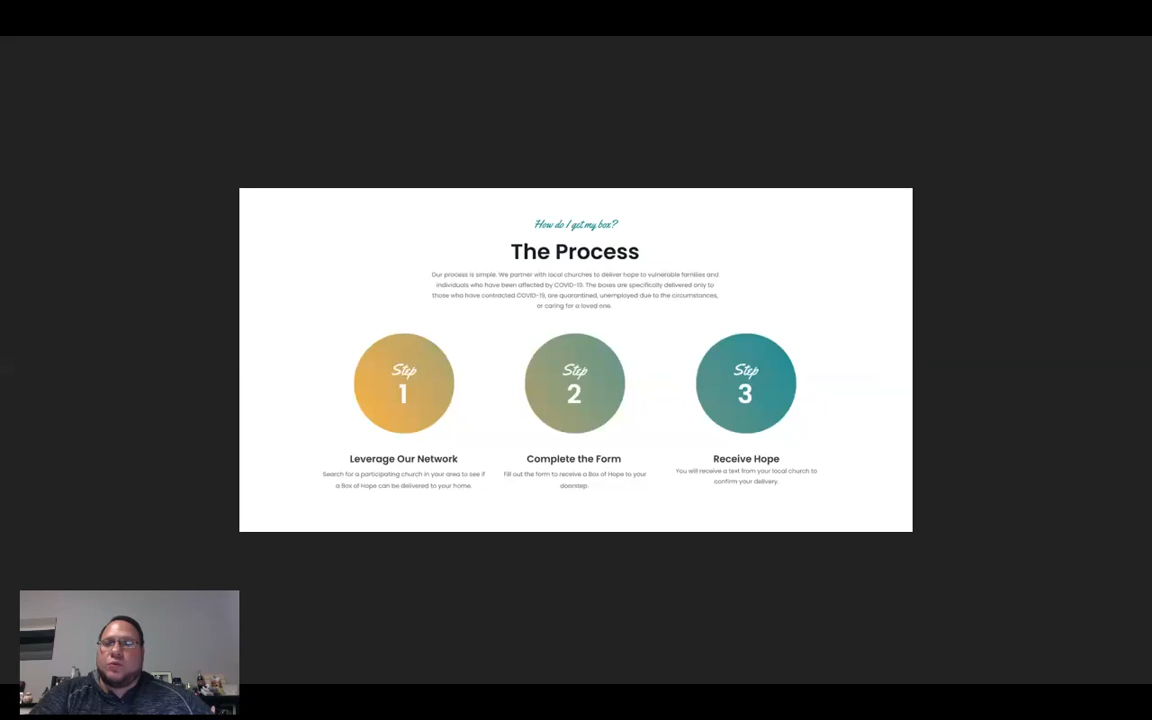 How do I get my box?
The Process
Our process is simple. We partner with local churches to deliver hope to vulnerable families and
individuals who have been affected by COVID-19. The boxes are specifically delivered only to
those who have contracted COVID-19, are quarantined, unemployed due to the circumstances,
or caring for a loved one.
Step
1
Step
2
Step
3
Leverage Our Network
Search for a participating church in your area to see if
a Box of Hope can be delivered to your home.
Complete the Form
Fill out the form to receive a Box of Hope to your
doorstep.
Receive Hope
You will receive a text from your local church to
confirm your delivery.